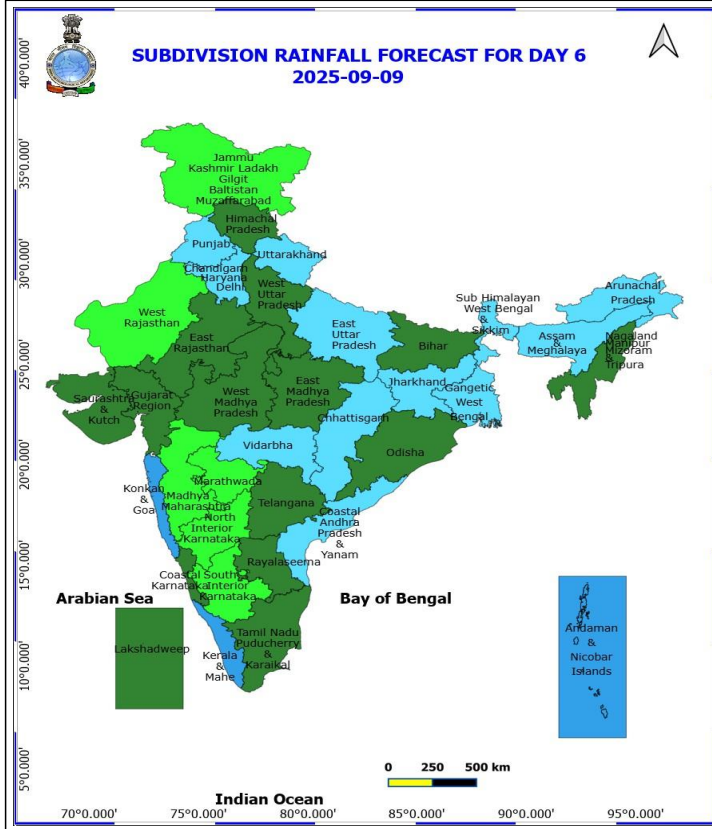 SUBDIVISION RAINFALL FORECAST FOR DAY 6
2025-09-09
40°0.000'
35°0.000'
30°0.000'
25°0.000'
20°0.000'
15°0.000'
10°0.000'
5°0.000'
Jammu
Kashmir Ladakh
Gilgit
Baltistan
Muzaffarabad
Himachal
Pradesh
Punjab
Uttarakhand
Chandigarh
Haryana
Delhi
West
Uttar
Pradesh
West
Rajasthan
East
Rajasthan
East
Uttar
Pradesh
Bihar
Sub Himalayan
West Bengal
&
Sikkim
Arunachal
Pradesh
Assam
&
Meghalaya
Nagaland
Manipur
Mizoram
&
Tripura
Saurashtra
&
Kutch
Gujarat
Region
West
Madhya
Pradesh
East
Madhya
Pradesh
Jharkhand
Gangetic
West
Bengal
Chhattisgarh
Vidarbha
Odisha
Konkan
&
Goa
Marathwada
Madhya
Maharashtra
North
Interior
Karnataka
Telangana
Coastal
Andhra
Pradesh
&
Yanam
Rayalaseema
Coastal
Karnataka
South
Interior
Karnataka
Arabian Sea
Bay of Bengal
Lakshadweep
Kerala
&
Mahe
Tamil Nadu
Puducherry
&
Karaikal
Andaman
&
Nicobar
Islands
0 250 500 km
Indian Ocean
70°0.000' 75°0.000' 80°0.000' 85°0.000' 90°0.000' 95°0.000'